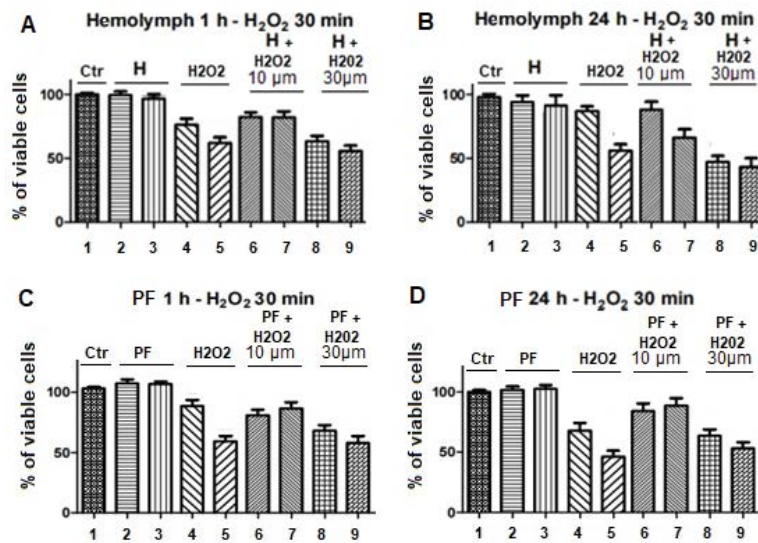 A
Hemolymph 1 h - H2O2 30 min
Ctr
H
H2O2
H +
H2O2
10 µm
H +
H202
30µm
% of viable cells
100
50
0
1 2 3 4 5 6 7 8 9
B
Hemolymph 24 h - H2O2 30 min
Ctr
H
H2O2
H +
H2O2
10 µm
H +
H202
30µm
% of viable cells
100
50
0
1 2 3 4 5 6 7 8 9
C
PF 1 h - H2O2 30 min
Ctr
PF
H2O2
PF +
H2O2
10 µm
PF +
H202
30µm
% of viable cells
100
50
0
1 2 3 4 5 6 7 8 9
D
PF 24 h - H2O2 30 min
Ctr
PF
H2O2
PF +
H2O2
10 µm
PF +
H202
30µm
% of viable cells
100
50
0
1 2 3 4 5 6 7 8 9